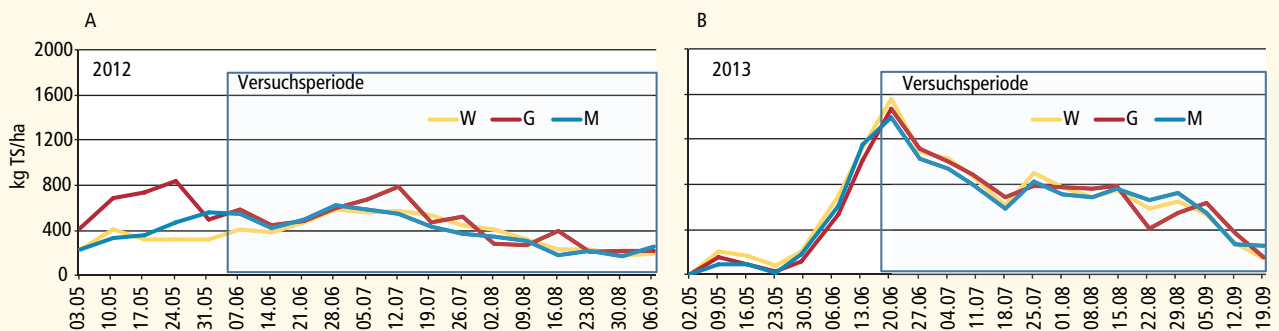 A
kg TS/ha
2000
1600
1200
800
400
0
2012
Versuchsperiode
W G M
03.05 10.05 17.05 24.05 31.05 07.06 14.06 21.06 28.06 05.07 12.07 19.07 26.07 02.08 09.08 16.08 23.08 30.08 06.09
B
2013
Versuchsperiode
W G M
02.05 09.05 16.05 23.05 30.05 06.06 13.06 20.06 27.06 04.07 11.07 18.07 25.07 01.08 08.08 15.08 22.08 29.08 05.09 12.09 19.09